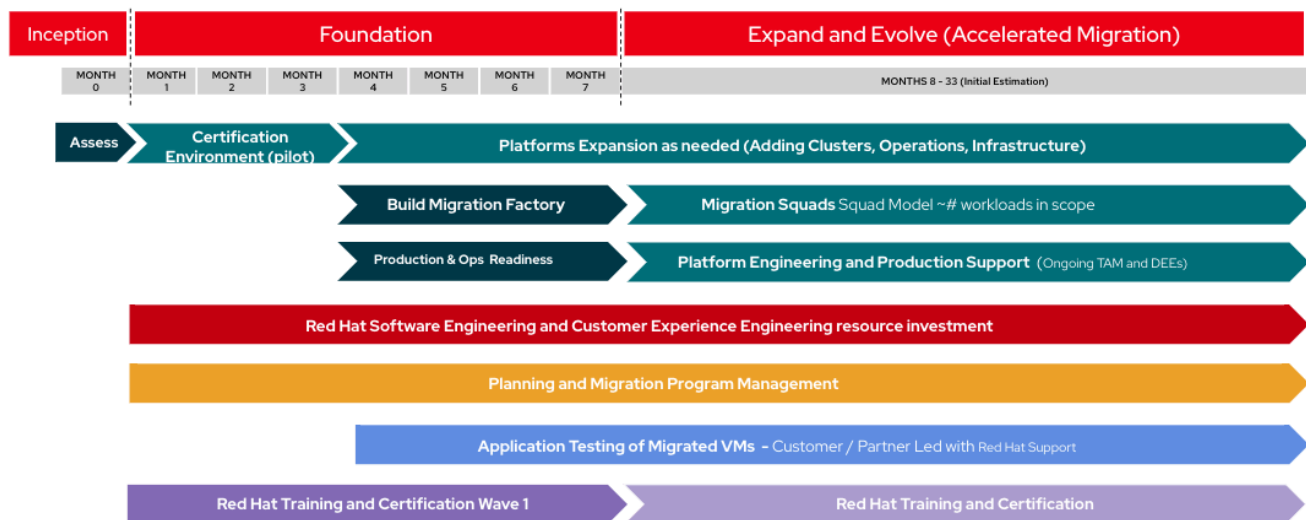 Inception
Foundation
Expand and Evolve (Accelerated Migration)
MONTH
0
MONTH
1
MONTH
2
MONTH
3
MONTH
4
MONTH
5
MONTH
6
MONTH
7
MONTHS 8 - 33 (Initial Estimation)
Assess
Certification
Environment (pilot)
Platforms Expansion as needed (Adding Clusters, Operations, Infrastructure)
Build Migration Factory
Migration Squads Squad Model ~# workloads in scope
Production & Ops Readiness
Platform Engineering and Production Support (Ongoing TAM and DEEs)
Red Hat Software Engineering and Customer Experience Engineering resource investment
Planning and Migration Program Management
Application Testing of Migrated VMs - Customer / Partner Led with Red Hat Support
Red Hat Training and Certification Wave 1
Red Hat Training and Certification